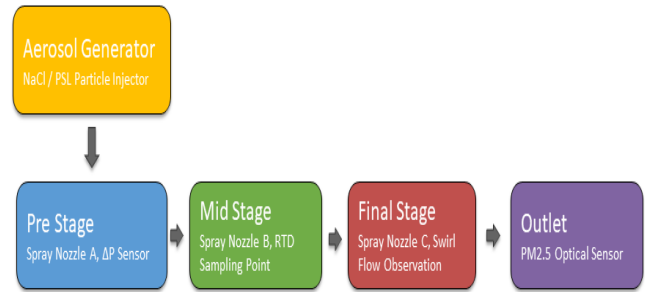 Aerosol Generator
NaCl / PSL Particle Injector
Pre Stage
Spray Nozzle A, ΔP Sensor
Mid Stage
Spray Nozzle B, RTD
Sampling Point
Final Stage
Spray Nozzle C, Swirl
Flow Observation
Outlet
PM2.5 Optical Sensor